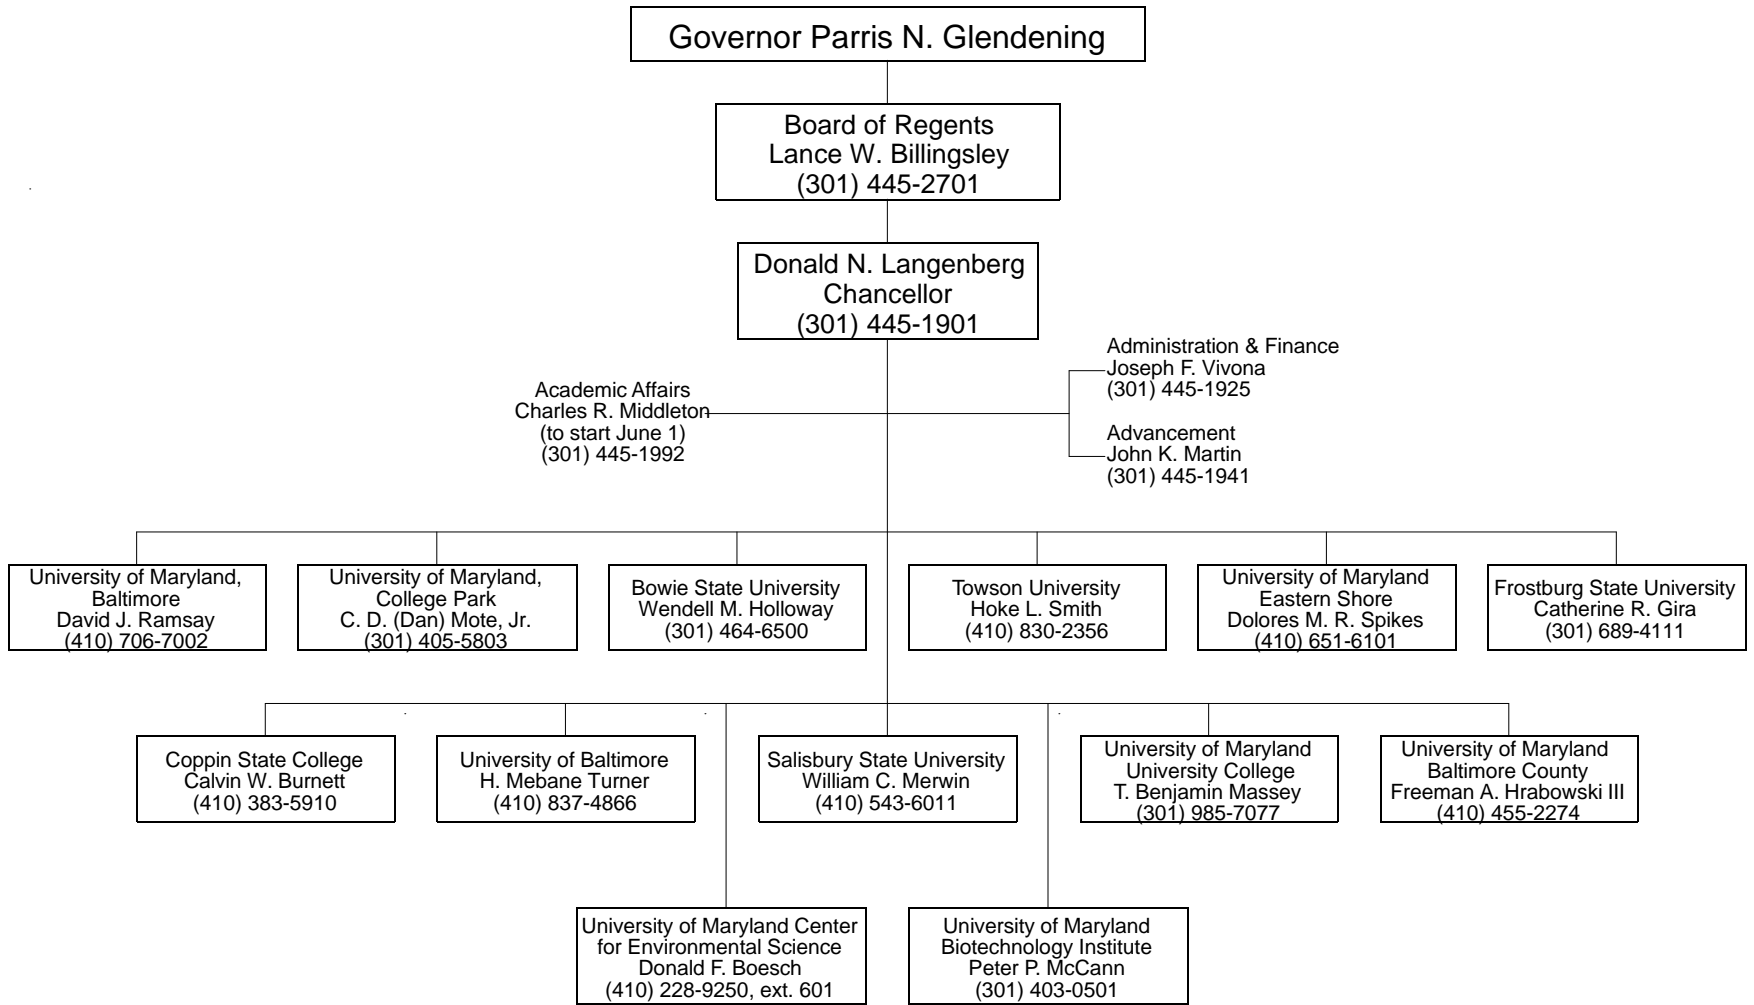 Governor Parris N. Glendening
Board of Regents
Lance W. Billingsley
(301) 445-2701
Donald N. Langenberg
Chancellor
(301) 445-1901
Administration & Finance
Joseph F. Vivona
(301) 445-1925
Academic Affairs
Charles R. Middleton
(to start June 1)
(301) 445-1992
Advancement
John K. Martin
(301) 445-1941
University of Maryland,
Baltimore
David J. Ramsay
(410) 706-7002
University of Maryland,
College Park
C. D. (Dan) Mote, Jr.
(301) 405-5803
Bowie State University
Wendell M. Holloway
(301) 464-6500
Towson University
Hoke L. Smith
(410) 830-2356
University of Maryland
Eastern Shore
Dolores M. R. Spikes
(410) 651-6101
Frostburg State University
Catherine R. Gira
(301) 689-4111
Coppin State College
Calvin W. Burnett
(410) 383-5910
University of Baltimore
H. Mebane Turner
(410) 837-4866
Salisbury State University
William C. Merwin
(410) 543-6011
University of Maryland
University College
T. Benjamin Massey
(301) 985-7077
University of Maryland
Baltimore County
Freeman A. Hrabowski III
(410) 455-2274
University of Maryland Center
for Environmental Science
Donald F. Boesch
(410) 228-9250, ext. 601
University of Maryland
Biotechnology Institute
Peter P. McCann
(301) 403-0501